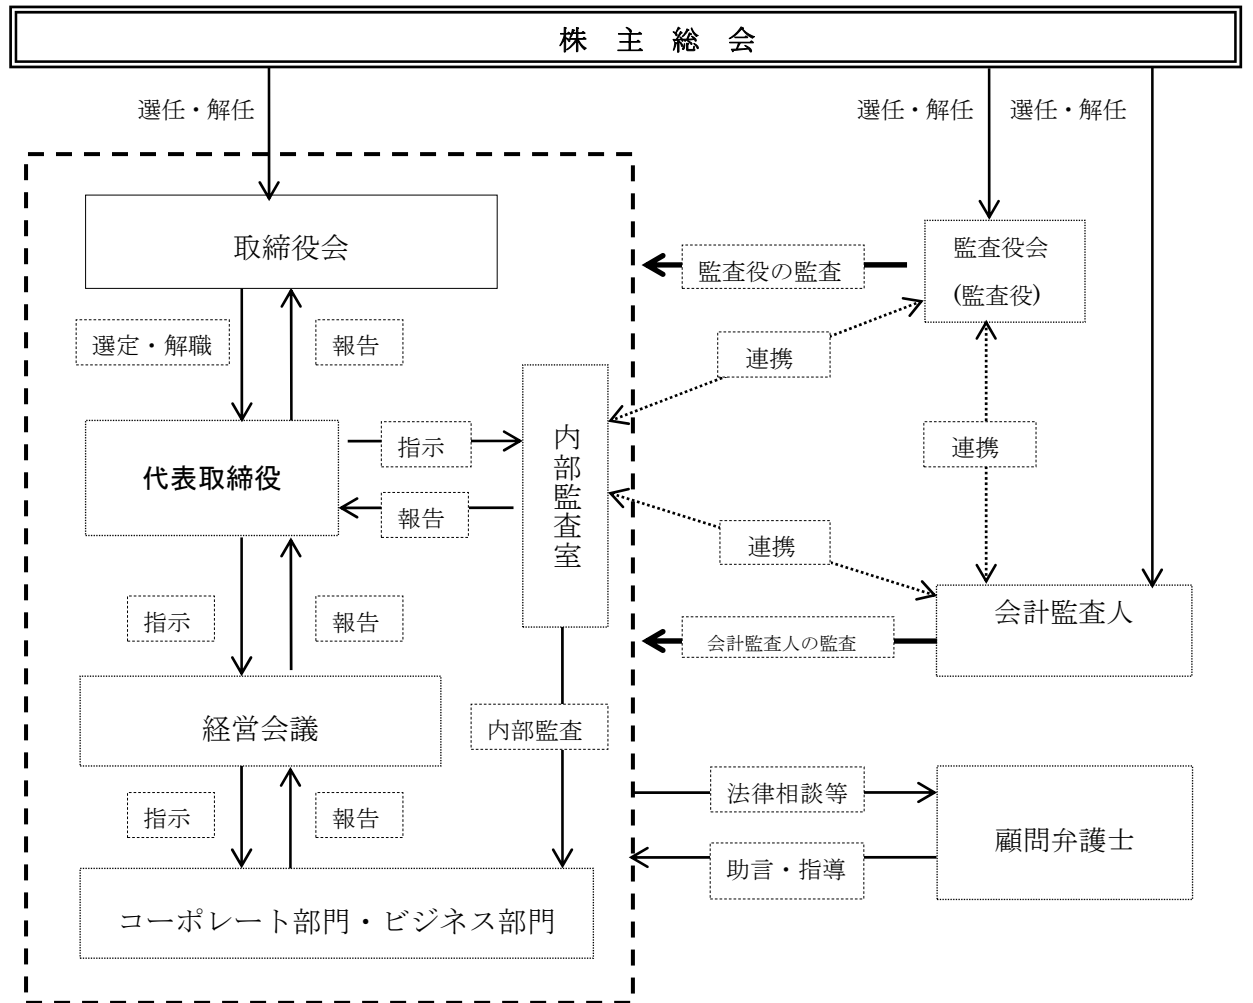 株　主　総　会
選任・解任
選任・解任
選任・解任
取締役会
監査役会
(監査役)
監査役の監査
選定・解職
報告
連携
代表取締役
指示
報告
内部監査室
連携
連携
指示
報告
会計監査人
会計監査人の監査
経営会議
内部監査
指示
報告
法律相談等
顧問弁護士
助言・指導
コーポレート部門・ビジネス部門